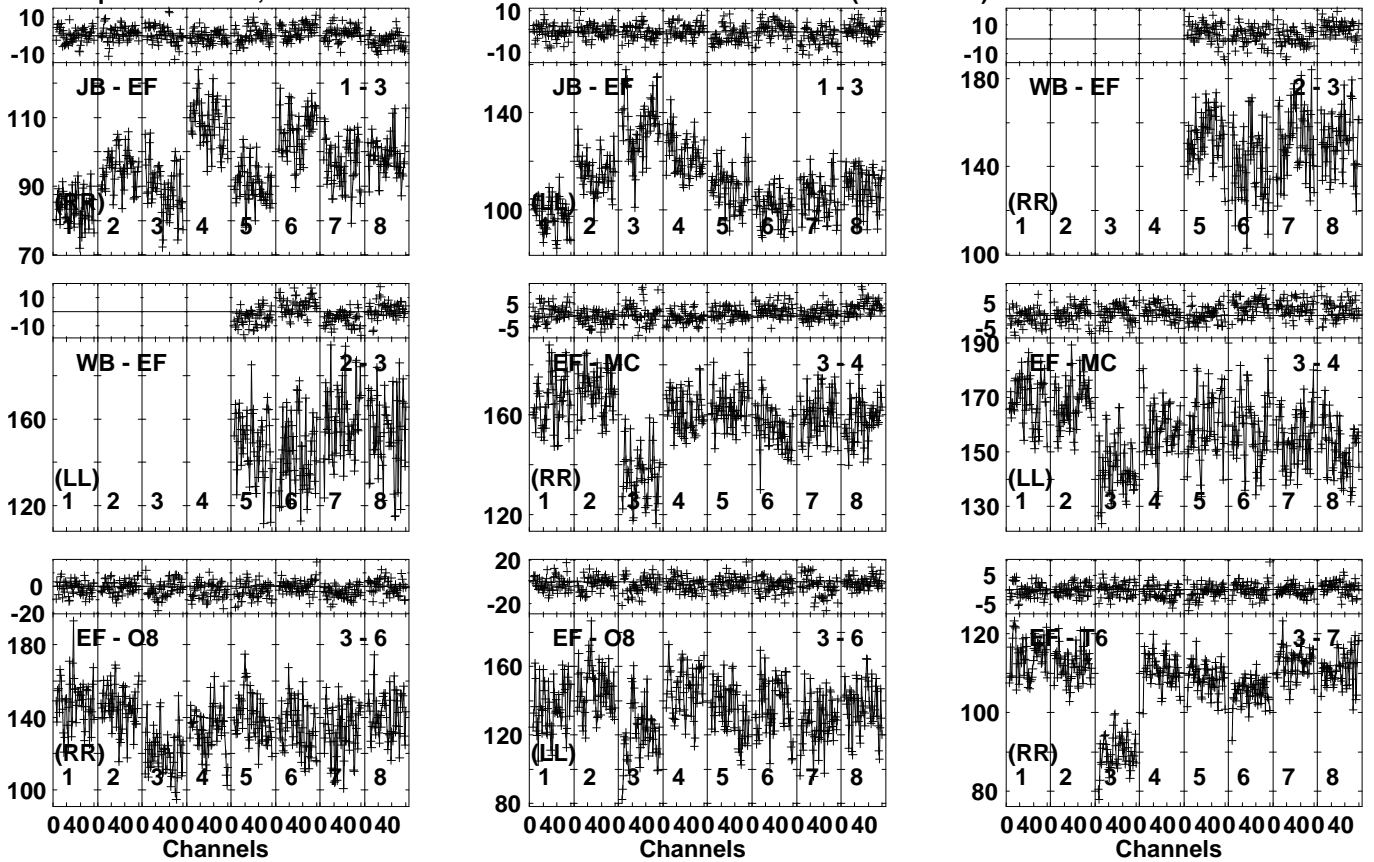 10
-10
JB - EF 1 - 3
110
90
(RR)
1 2 3 4 5 6 7 8
70
10
-10
JB - EF 1 - 3
140
100
(LL)
1 2 3 4 5 6 7 8
10
-10
180
WB - EF 2 - 3
140
(RR)
1 2 3 4 5 6 7 8
100
10
-10
WB - EF 2 - 3
160
(LL)
1 2 3 4 5 6 7 8
120
5
-5
EF - MC 3 - 4
160
(RR)
1 2 3 4 5 6 7 8
120
5
-5
190
EF - MC 3 - 4
170
150
(LL)
1 2 3 4 5 6 7 8
130
0
-20
180
EF - O8 3 - 6
140
(RR)
1 2 3 4 5 6 7 8
100
20
-20
EF - O8 3 - 6
160
120
(LL)
1 2 3 4 5 6 7 8
80
5
-5
120
EF - T6 3 - 7
100
(RR)
1 2 3 4 5 6 7 8
80
0 40 0 40 0 40 0 40 0 40 0 40 0 40 0 40
Channels
0 40 0 40 0 40 0 40 0 40 0 40 0 40 0 40
Channels
0 40 0 40 0 40 0 40 0 40 0 40 0 40 0 40
Channels